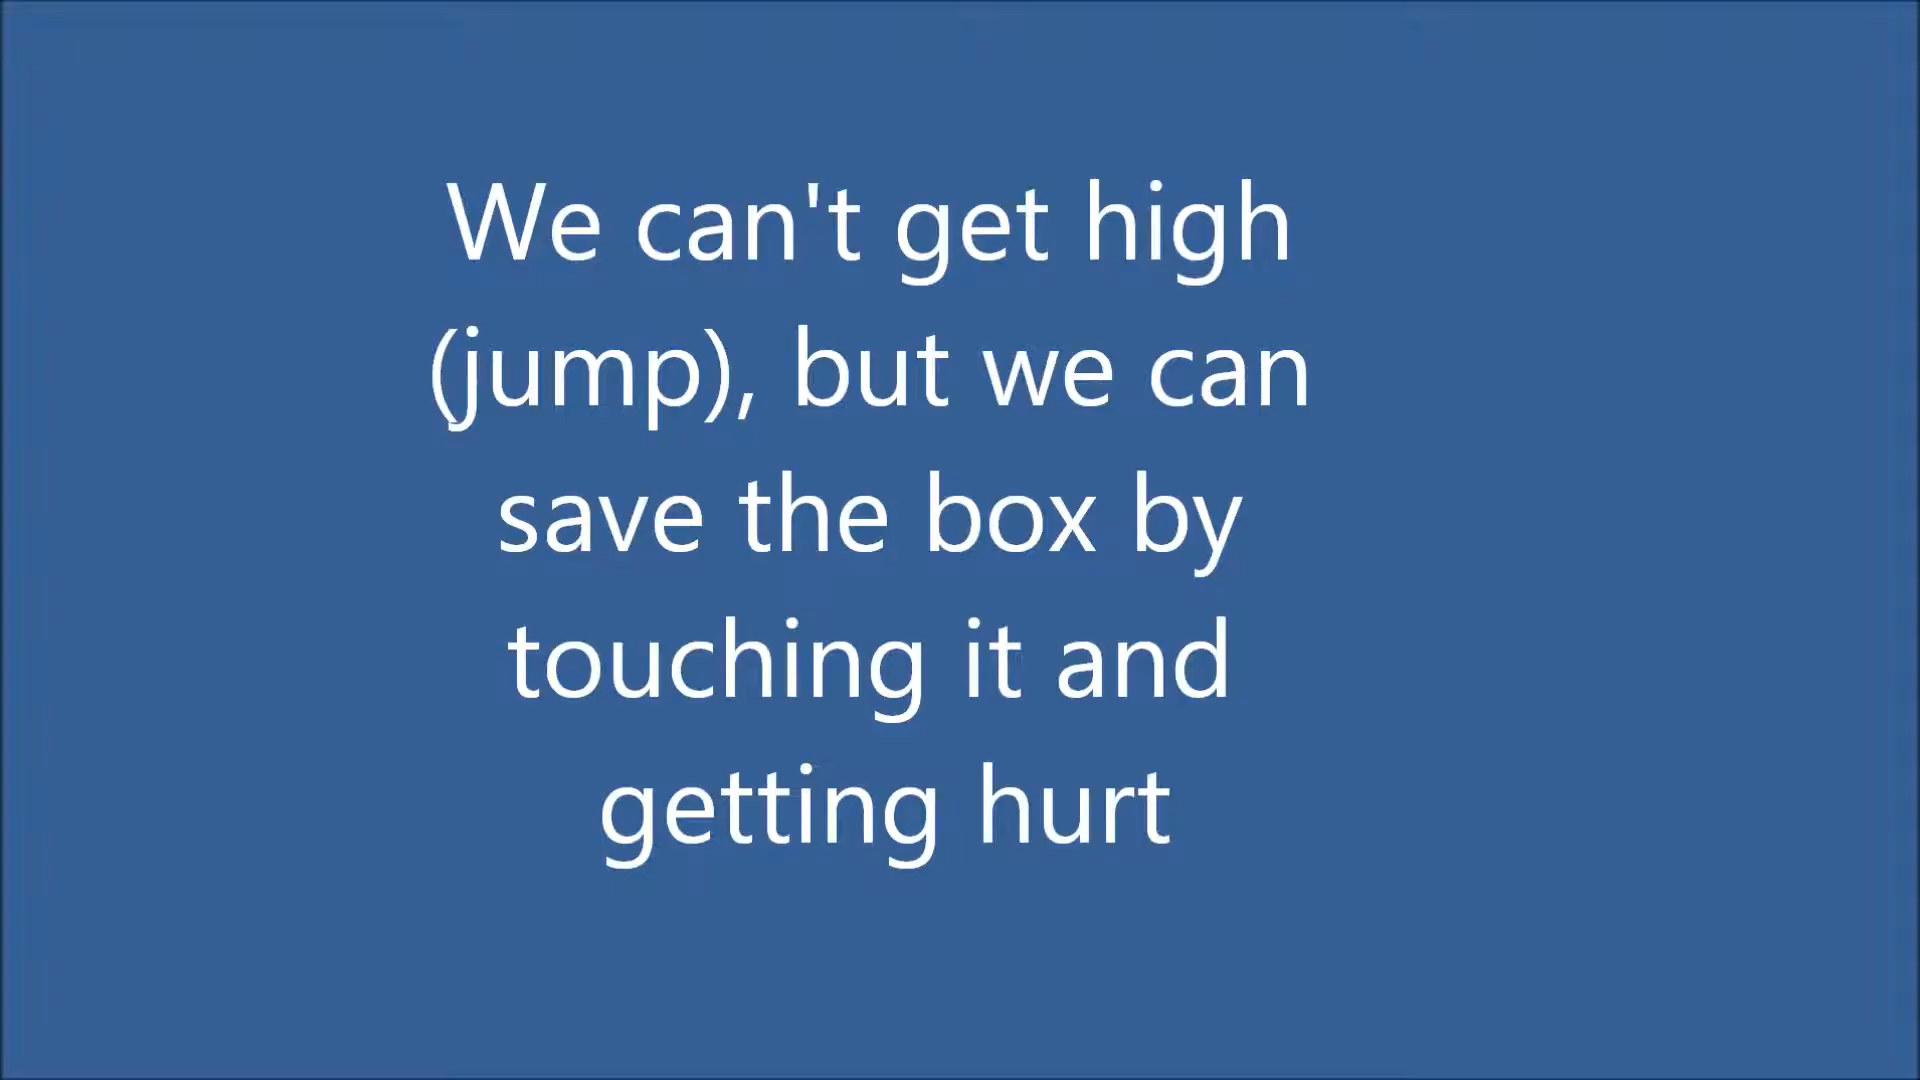 We can't get high
(jump), but we can
save the box by
touching it and
getting hurt